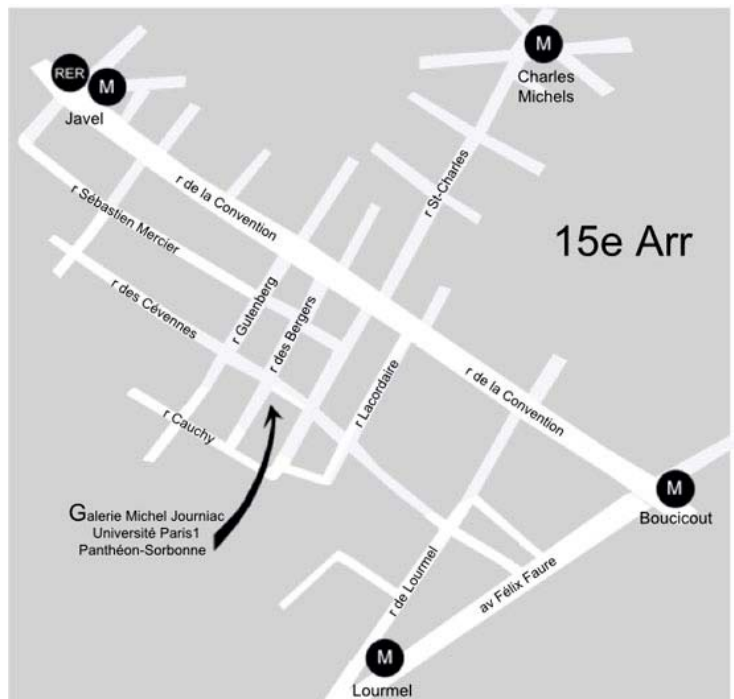 M
Charles
Michels
RER
M
Javel
r de la Convention
r St-Charles
15e Arr
r Sébastien Mercier
r des Cévennes
r Gutenberg
r des Bergers
r Lacordaire
r de la Convention
r Cauchy
Galerie Michel Journiac
Université Paris1
Panthéon-Sorbonne
M
Boucicout
r de Lourmel
av Félix Faure
M
Lourmel